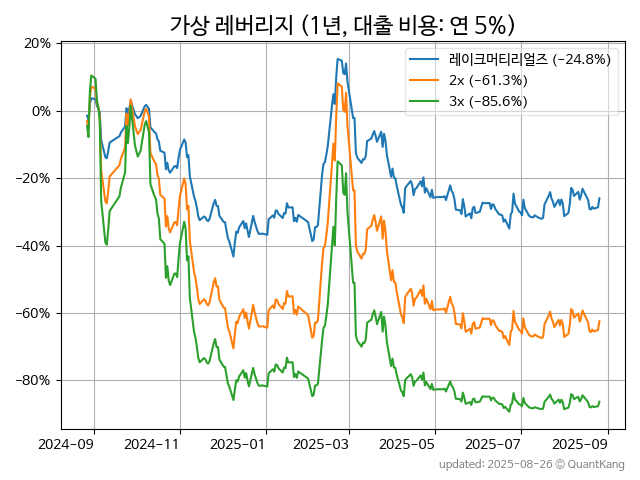 가상 레버리지 (1년, 대출 비용: 연 5%)
20%
0%
−20%
−40%
−60%
−80%
레이크머티리얼즈 (−24.8%)
2x (−61.3%)
3x (−85.6%)
2024-09 2024-11 2025-01 2025-03 2025-05 2025-07 2025-09
updated: 2025-08-26 © QuantKang